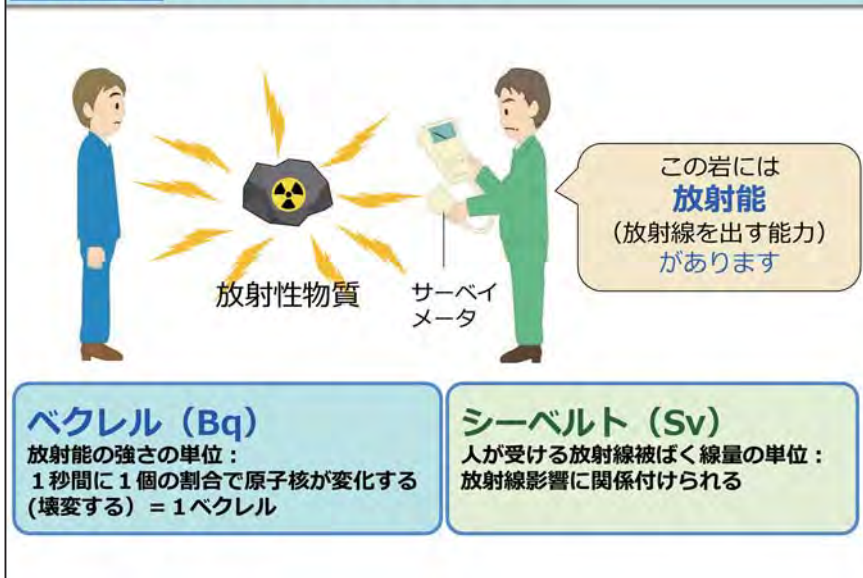 この岩には
放射能
（放射線を出す能力）
があります
放射性物質
サーベイ
メータ
ベクレル（Bq）
放射能の強さの単位：
１秒間に１個の割合で原子核が変化する
(壊変する）＝１ベクレル
シーベルト（Sv）
人が受ける放射線被ばく線量の単位：
放射線影響に関係付けられる